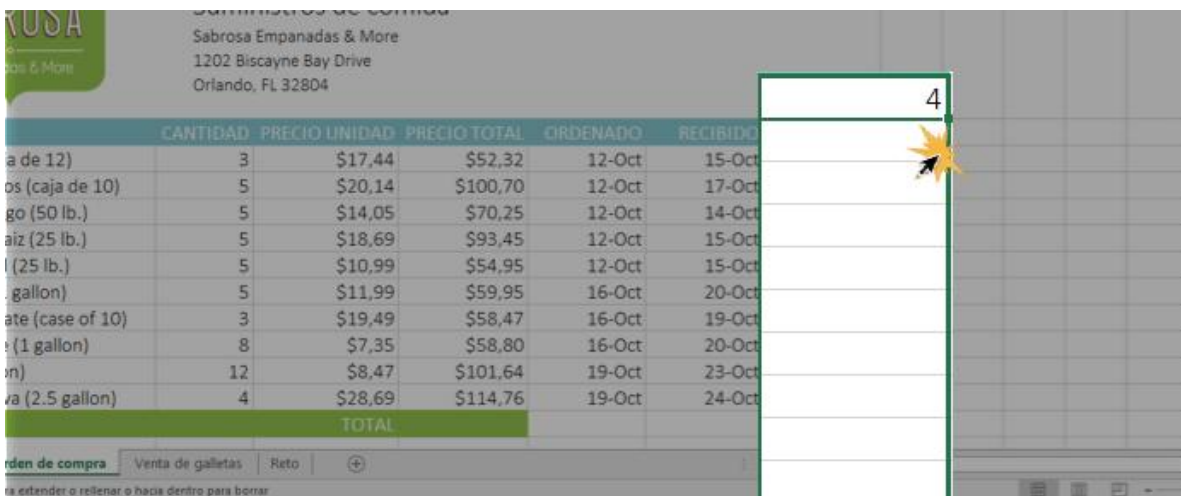 Suministros de comida
Sabrosa Empanadas & More
1202 Biscayne Bay Drive
Orlando, FL 32804
ROSA
das & More
4
CANTIDAD PRECIO UNIDAD PRECIO TOTAL ORDENADO RECIBIDO
a de 12) 3 $17,44 $52,32 12-Oct 15-Oct
os (caja de 10) 5 $20,14 $100,70 12-Oct 17-Oct
go (50 lb.) 5 $14,05 $70,25 12-Oct 14-Oct
aiz (25 lb.) 5 $18,69 $93,45 12-Oct 15-Oct
l (25 lb.) 5 $10,99 $54,95 12-Oct 15-Oct
gallon) 5 $11,99 $59,95 16-Oct 20-Oct
ate (case of 10) 3 $19,49 $58,47 16-Oct 19-Oct
(1 gallon) 8 $7,35 $58,80 16-Oct 20-Oct
on) 12 $8,47 $101,64 19-Oct 23-Oct
va (2.5 gallon) 4 $28,69 $114,76 19-Oct 24-Oct
TOTAL
rden de compra Venta de galletas Reto
ra extender o rellenar o hacia dentro para borrar